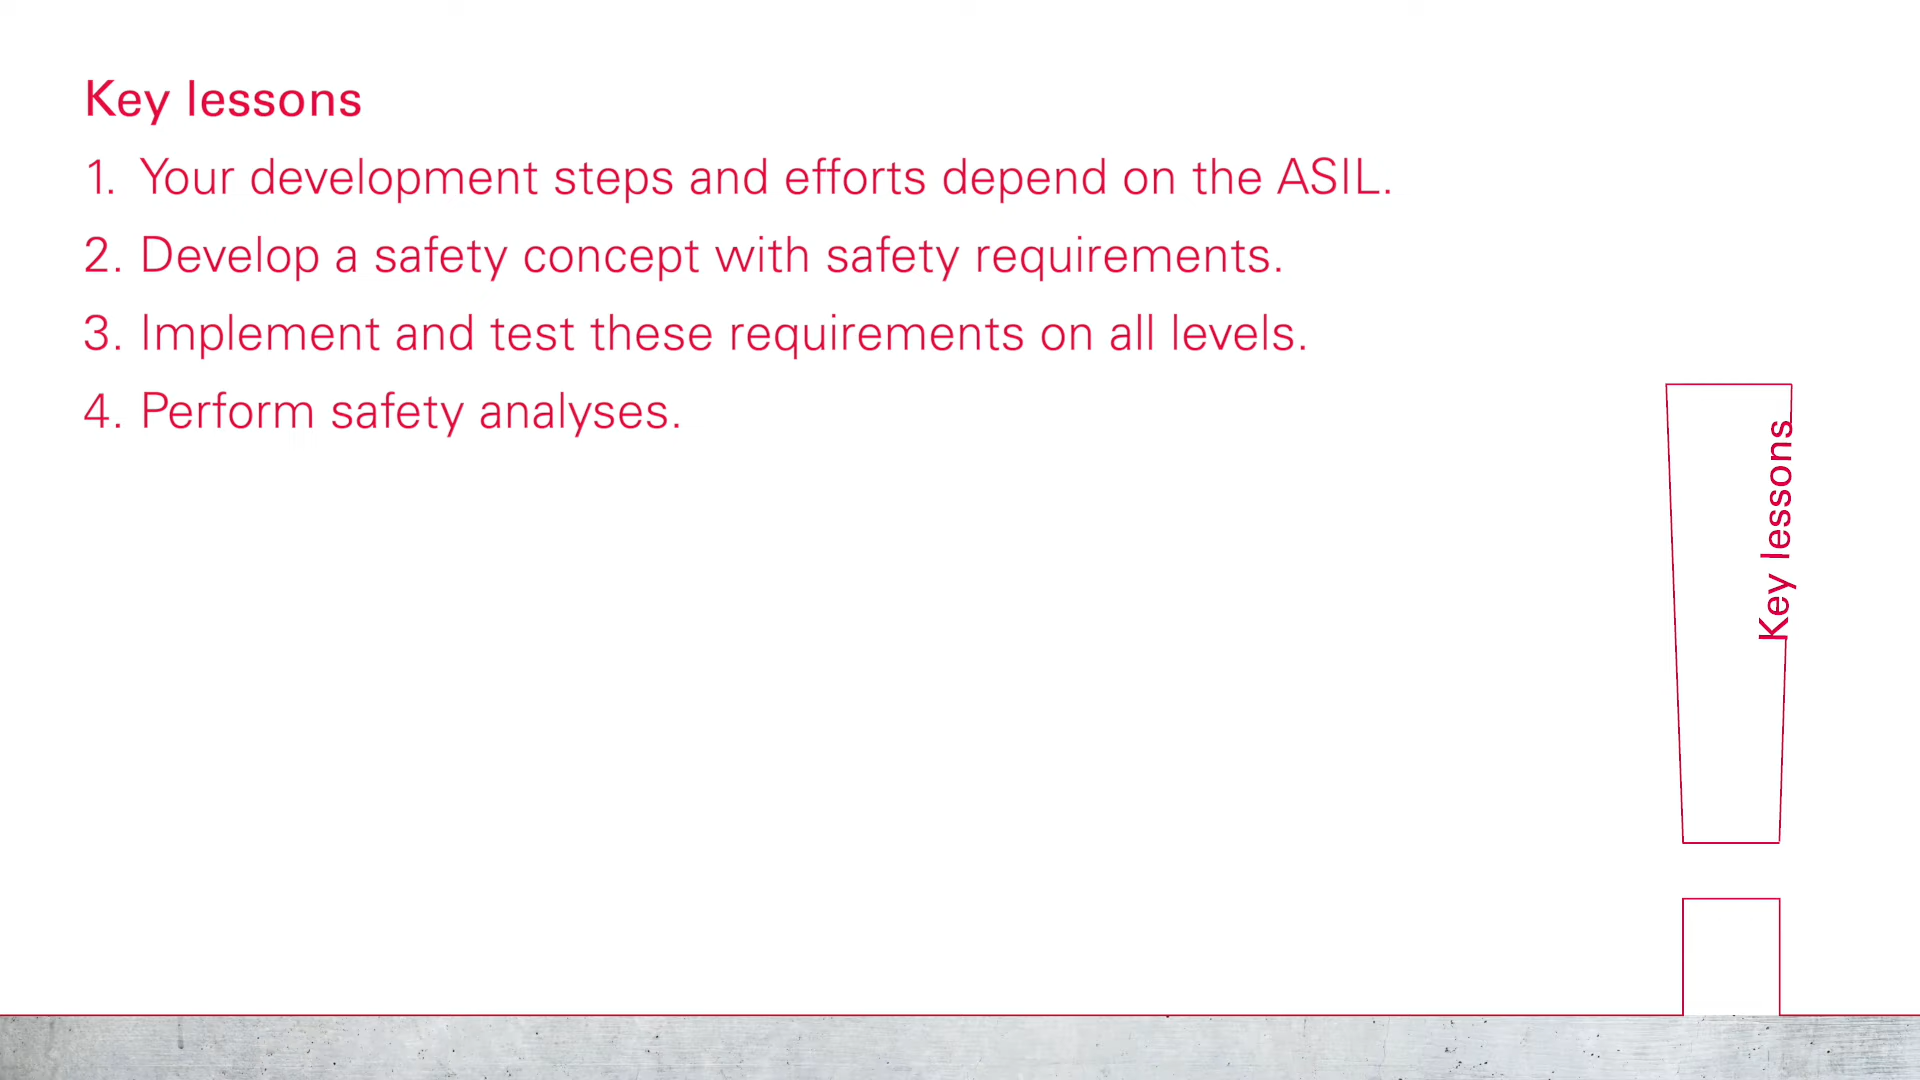 Key lessons
1. Your development steps and efforts depend on the ASIL.
2. Develop a safety concept with safety requirements.
3. Implement and test these requirements on all levels.
4. Perform safety analyses.
Key lessons